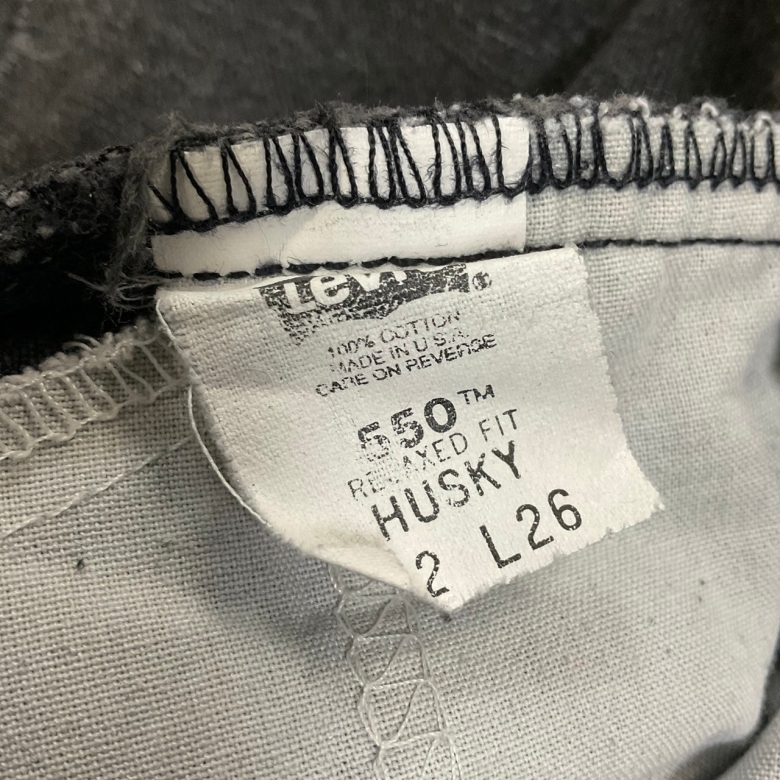 Levi ®
100% COTTON
MADE IN U.S.A.
CARE ON REVERSE
550™
RELAXED FIT
HUSKY
2 L26